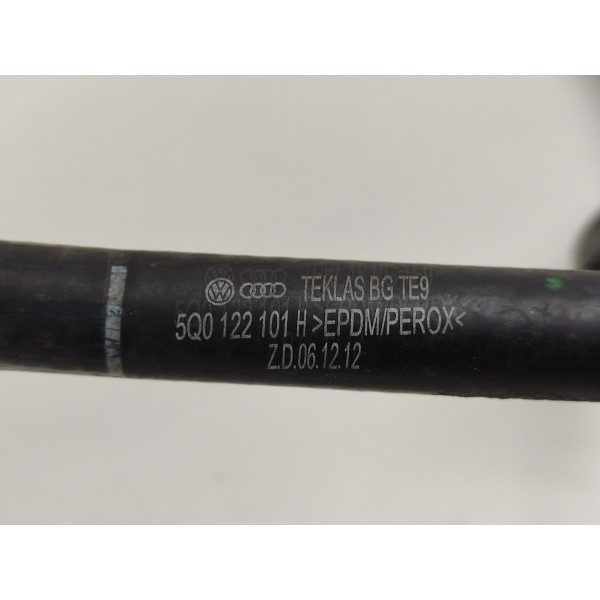 TEKLAS BG TE9
5Q0 122 101 H >EPDM/PEROX<
Z.D.06.12.12